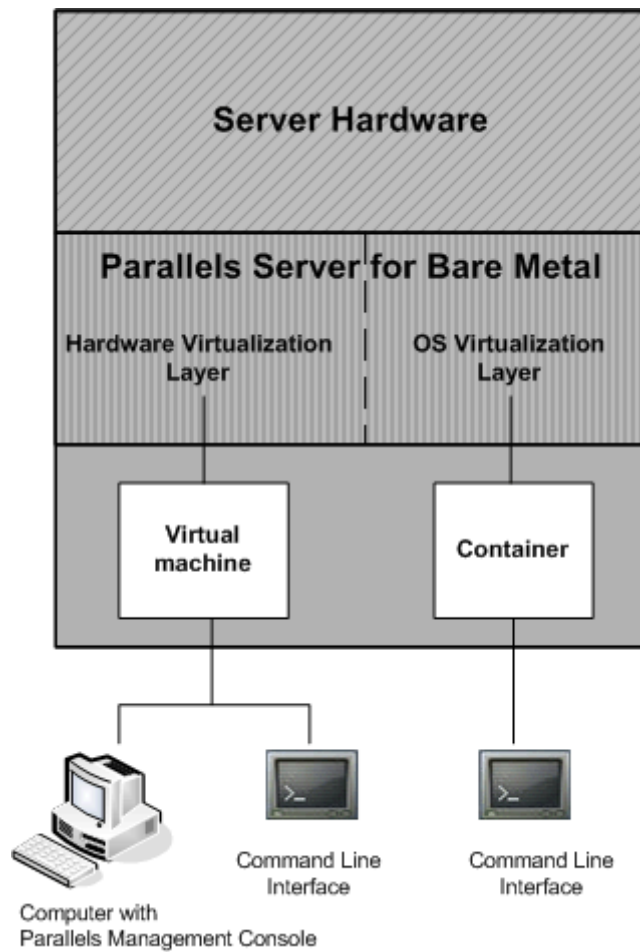 Server Hardware
Parallels Server for Bare Metal
Hardware Virtualization
Layer
OS Virtualization
Layer
Virtual
machine
Container
>_
>_
Command Line
Interface
Command Line
Interface
Computer with
Parallels Management Console